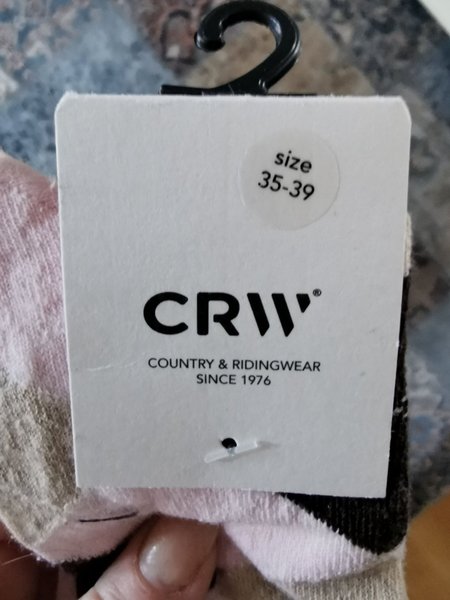 size
35-39
CRW®
COUNTRY & RIDINGWEAR
SINCE 1976